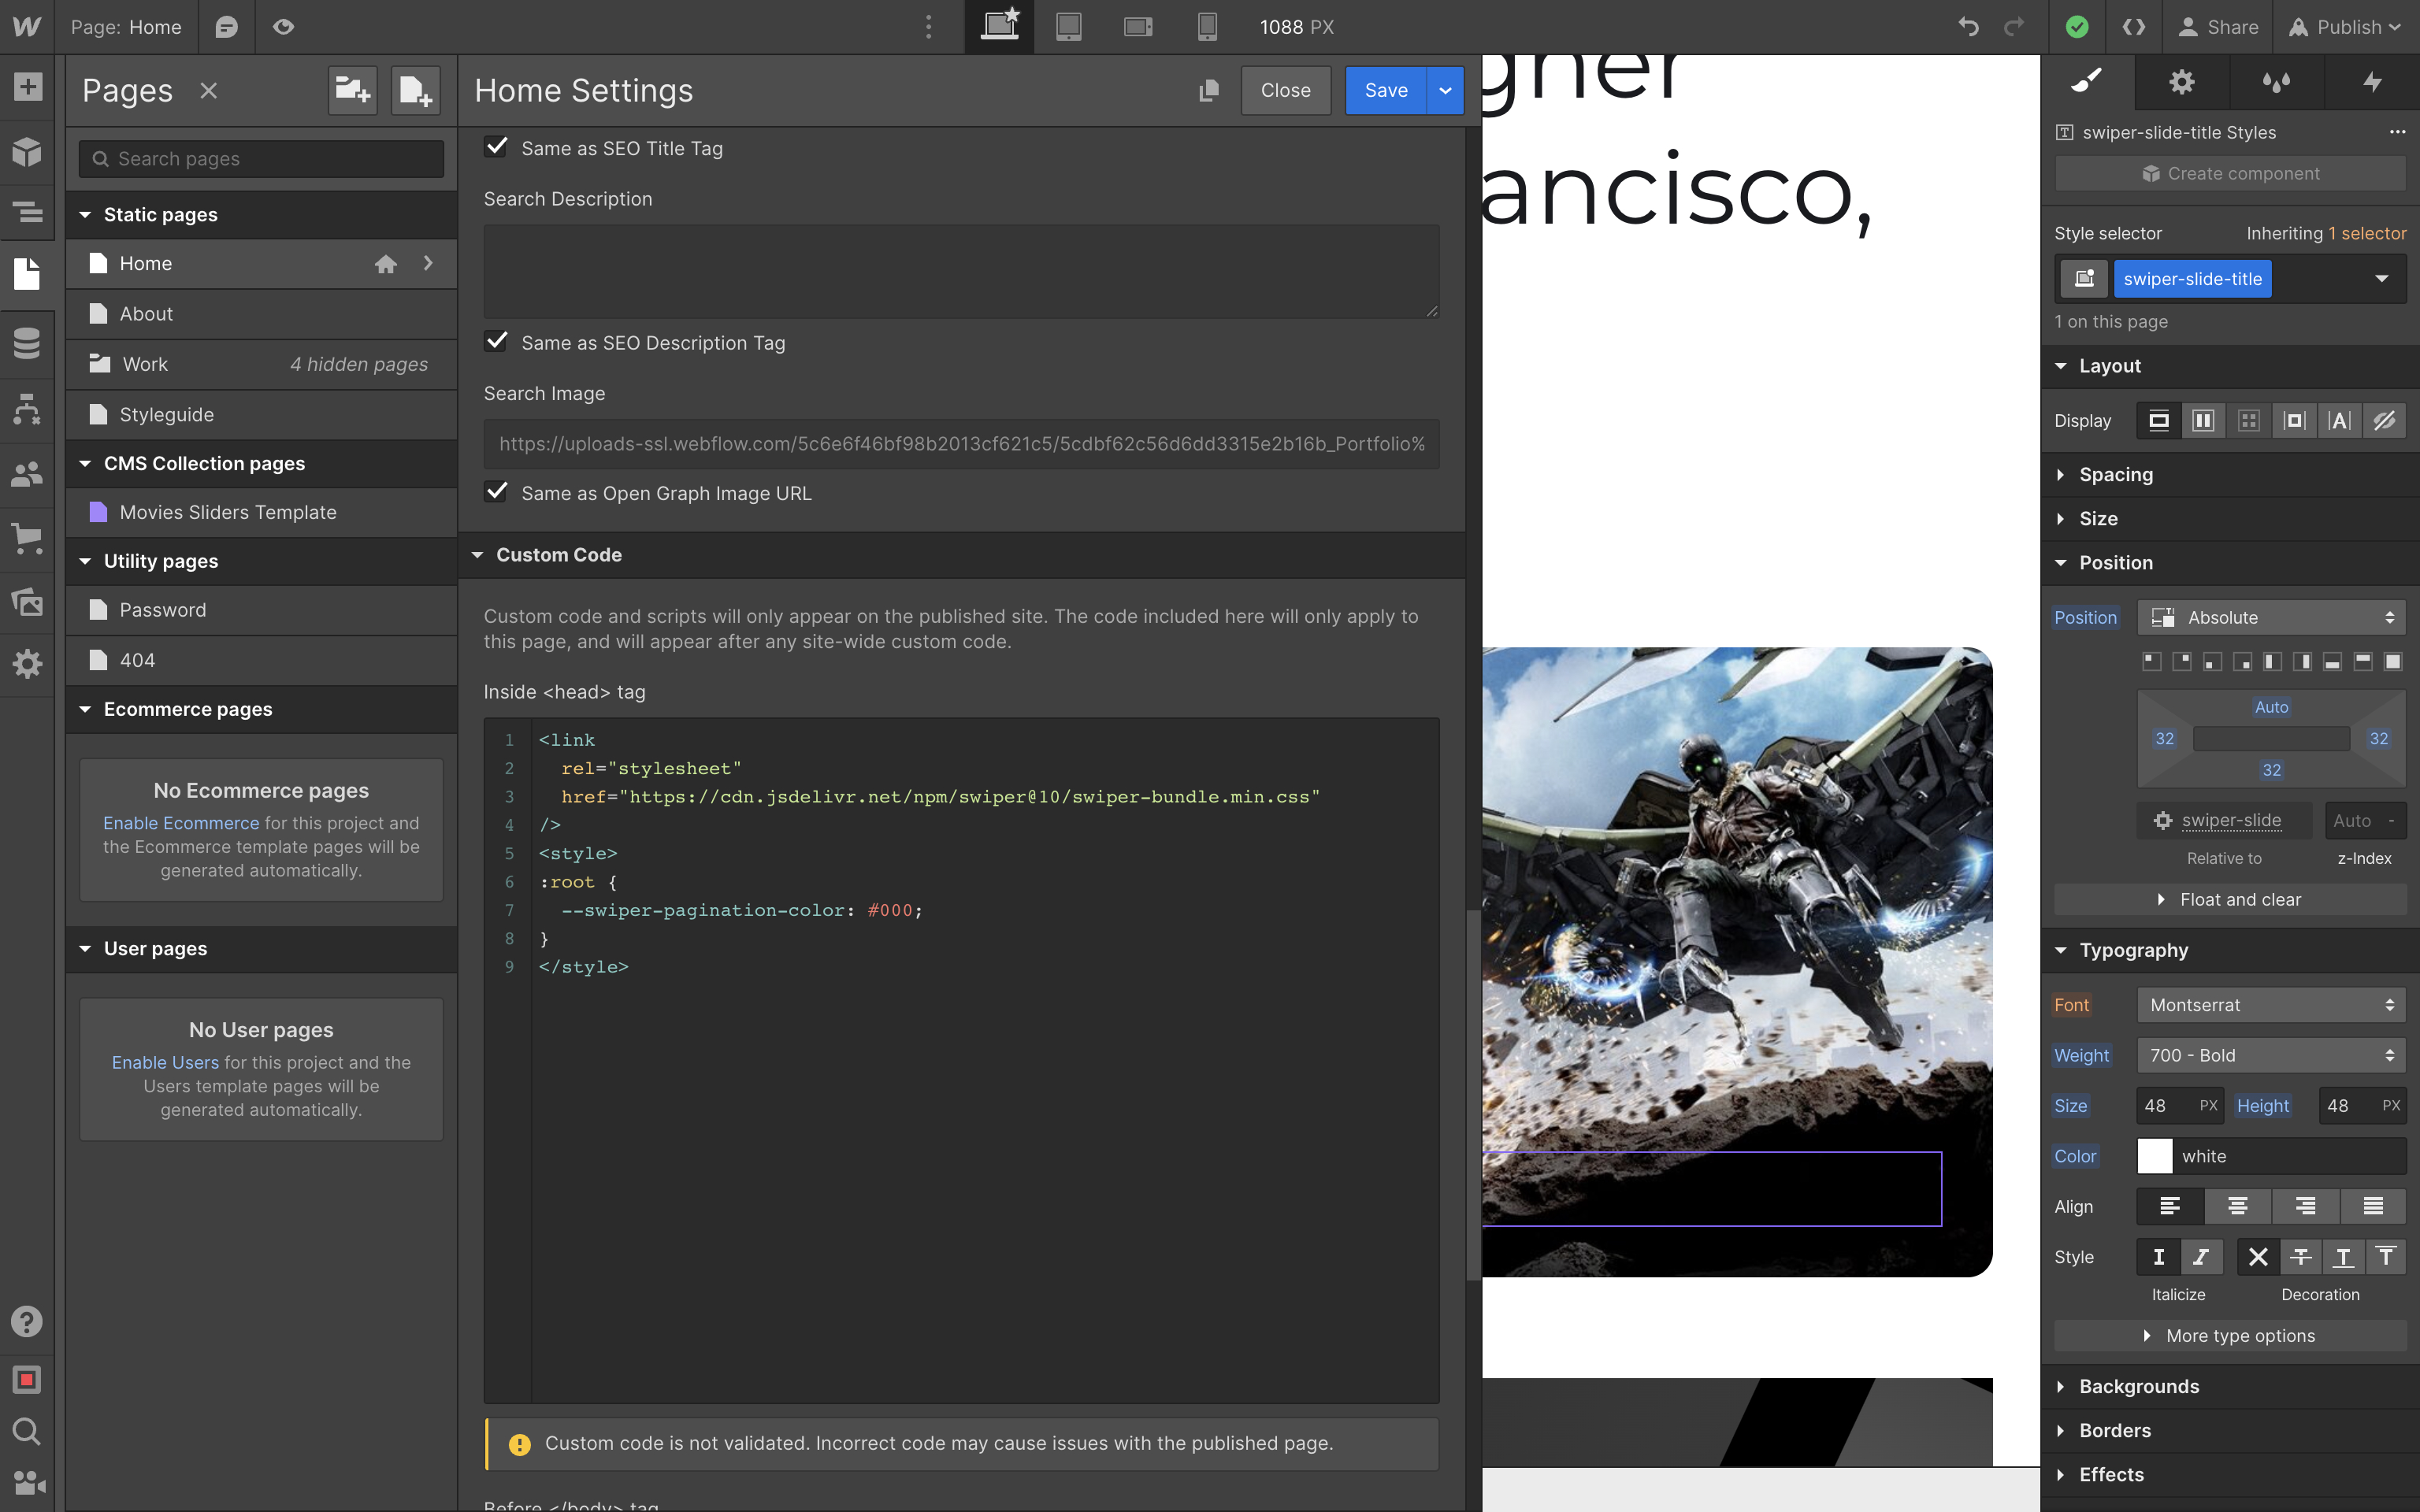 Page: Home
1088 PX
Share
Publish
Pages
Search pages
Static pages
Home
About
Work 4 hidden pages
Styleguide
CMS Collection pages
Movies Sliders Template
Utility pages
Password
404
Ecommerce pages
No Ecommerce pages
Enable Ecommerce for this project and
the Ecommerce template pages will be
generated automatically.
User pages
No User pages
Enable Users for this project and the
Users template pages will be
generated automatically.
Home Settings
Close
Save
Same as SEO Title Tag
Search Description
Same as SEO Description Tag
Search Image
https://uploads-ssl.webflow.com/5c6e6f46bf98b2013cf621c5/5cdbf62c56d6dd3315e2b16b_Portfolio%
Same as Open Graph Image URL
Custom Code
Custom code and scripts will only appear on the published site. The code included here will only apply to
this page, and will appear after any site-wide custom code.
Inside <head> tag
1 <link
2 rel="stylesheet"
3 href="https://cdn.jsdelivr.net/npm/swiper@10/swiper-bundle.min.css"
4 />
5 <style>
6 :root {
7 --swiper-pagination-color: #000;
8 }
9 </style>
Custom code is not validated. Incorrect code may cause issues with the published page.
Before </body> tag
gner
ancisco,
swiper-slide-title Styles
Create component
Style selector Inheriting 1 selector
swiper-slide-title
1 on this page
Layout
Display
Spacing
Size
Position
Position Absolute
Auto
32 32
32
swiper-slide Auto -
Relative to z-Index
Float and clear
Typography
Font Montserrat
Weight 700 - Bold
Size 48 PX Height 48 PX
Color white
Align
Style
Italicize Decoration
More type options
Backgrounds
Borders
Effects